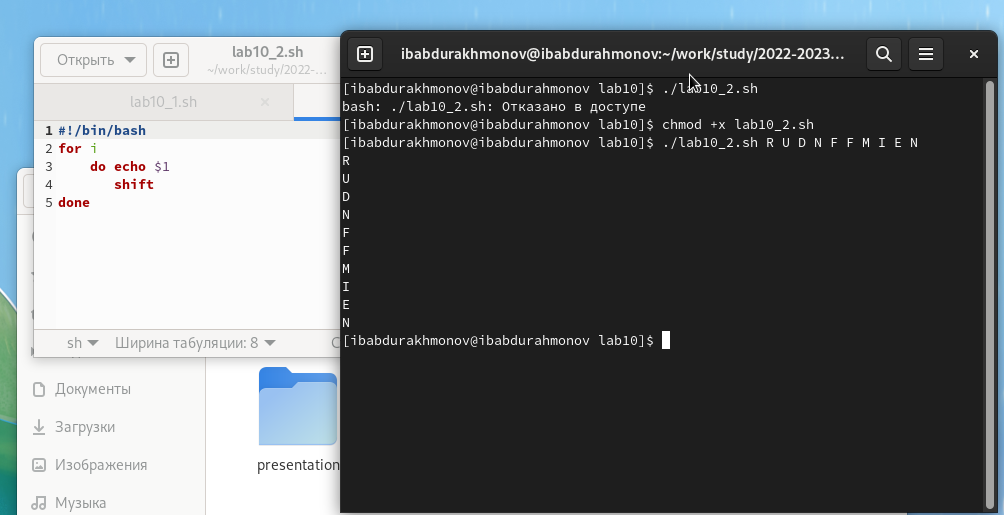 Открыть
lab10_2.sh
~/work/study/2022-…
lab10_1.sh
1 #!/bin/bash
2 for i
3     do echo $1
4        shift
5 done
sh
Ширина табуляции: 8
Документы
Загрузки
Изображения
Музыка
presentation
ibabdurakhmonov@ibabdurahmonov:~/work/study/2022-2023...
[ibabdurakhmonov@ibabdurahmonov lab10]$ ./lab10_2.sh
bash: ./lab10_2.sh: Отказано в доступе
[ibabdurakhmonov@ibabdurahmonov lab10]$ chmod +x lab10_2.sh
[ibabdurakhmonov@ibabdurahmonov lab10]$ ./lab10_2.sh R U D N F F M I E N
R
U
D
N
F
F
M
I
E
N
[ibabdurakhmonov@ibabdurahmonov lab10]$